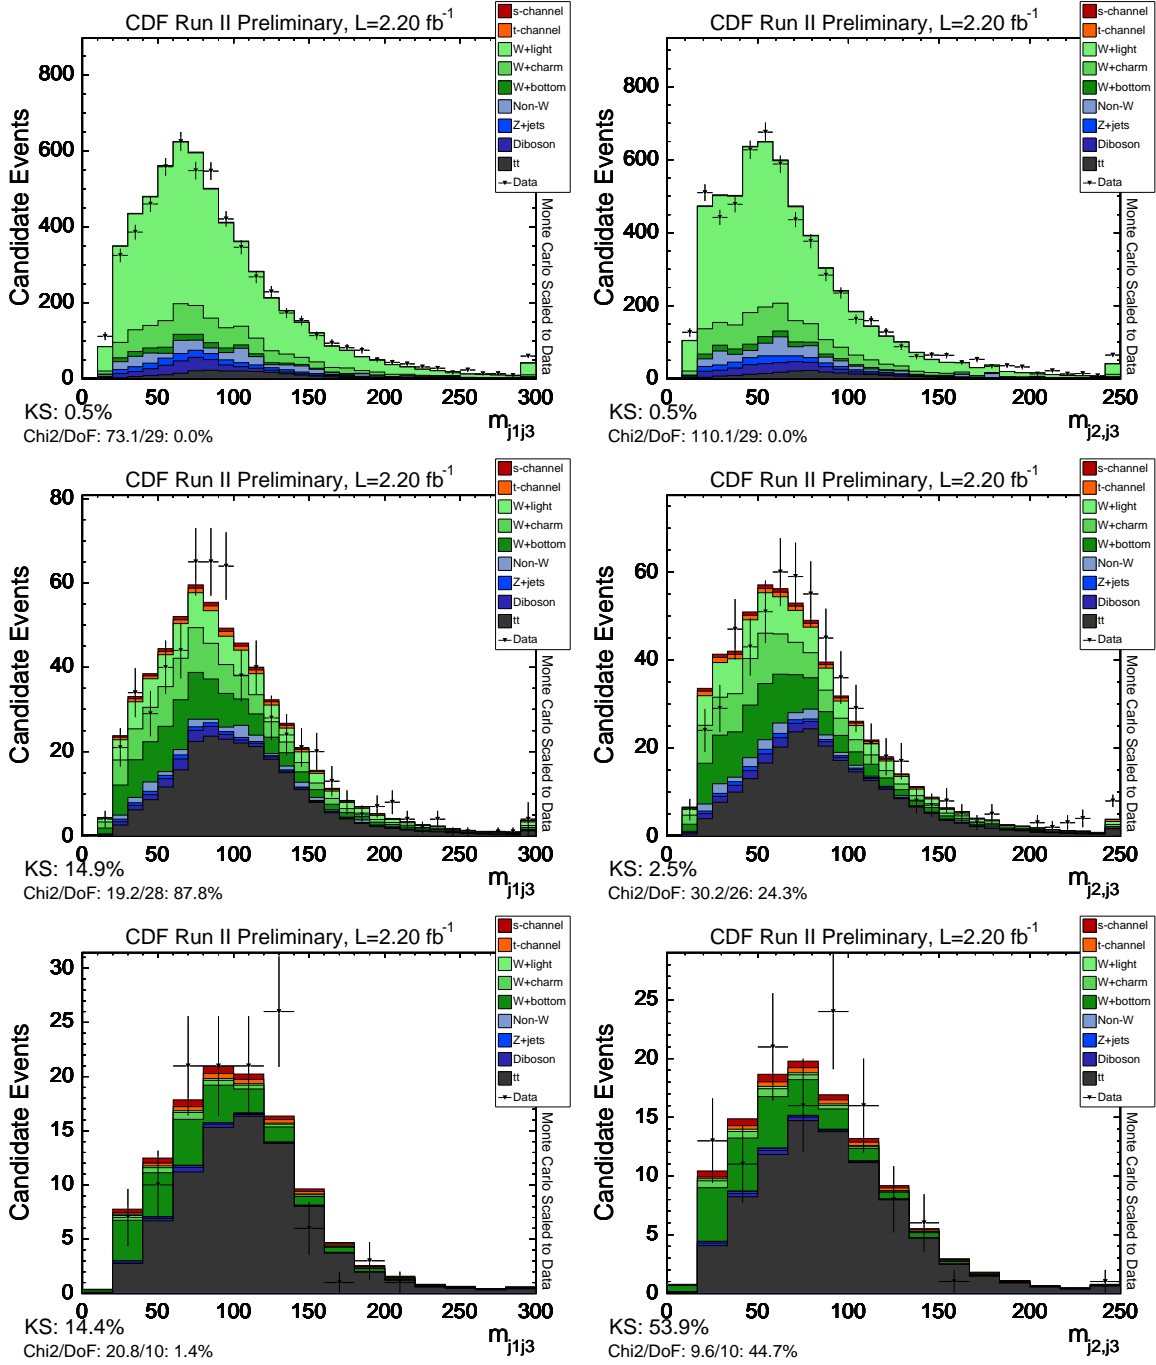 CDF Run II Preliminary, L=2.20 fb-1
Candidate Events
800
600
400
200
0
0 50 100 150 200 250 300
mj1j3
s-channel
t-channel
W+light
W+charm
W+bottom
Non-W
Z+jets
Diboson
tt
Data
Monte Carlo Scaled to Data
KS: 0.5%
Chi2/DoF: 73.1/29: 0.0%
CDF Run II Preliminary, L=2.20 fb-1
Candidate Events
800
600
400
200
0
0 50 100 150 200 250
mj2,j3
s-channel
t-channel
W+light
W+charm
W+bottom
Non-W
Z+jets
Diboson
tt
Data
Monte Carlo Scaled to Data
KS: 0.5%
Chi2/DoF: 110.1/29: 0.0%
CDF Run II Preliminary, L=2.20 fb-1
Candidate Events
80
60
40
20
0
0 50 100 150 200 250 300
mj1j3
s-channel
t-channel
W+light
W+charm
W+bottom
Non-W
Z+jets
Diboson
tt
Data
Monte Carlo Scaled to Data
KS: 14.9%
Chi2/DoF: 19.2/28: 87.8%
CDF Run II Preliminary, L=2.20 fb-1
Candidate Events
60
40
20
0
0 50 100 150 200 250
mj2,j3
s-channel
t-channel
W+light
W+charm
W+bottom
Non-W
Z+jets
Diboson
tt
Data
Monte Carlo Scaled to Data
KS: 2.5%
Chi2/DoF: 30.2/26: 24.3%
CDF Run II Preliminary, L=2.20 fb-1
Candidate Events
30
25
20
15
10
5
0
0 50 100 150 200 250 300
mj1j3
s-channel
t-channel
W+light
W+charm
W+bottom
Non-W
Z+jets
Diboson
tt
Data
Monte Carlo Scaled to Data
KS: 14.4%
Chi2/DoF: 20.8/10: 1.4%
CDF Run II Preliminary, L=2.20 fb-1
Candidate Events
25
20
15
10
5
0
0 50 100 150 200 250
mj2,j3
s-channel
t-channel
W+light
W+charm
W+bottom
Non-W
Z+jets
Diboson
tt
Data
Monte Carlo Scaled to Data
KS: 53.9%
Chi2/DoF: 9.6/10: 44.7%